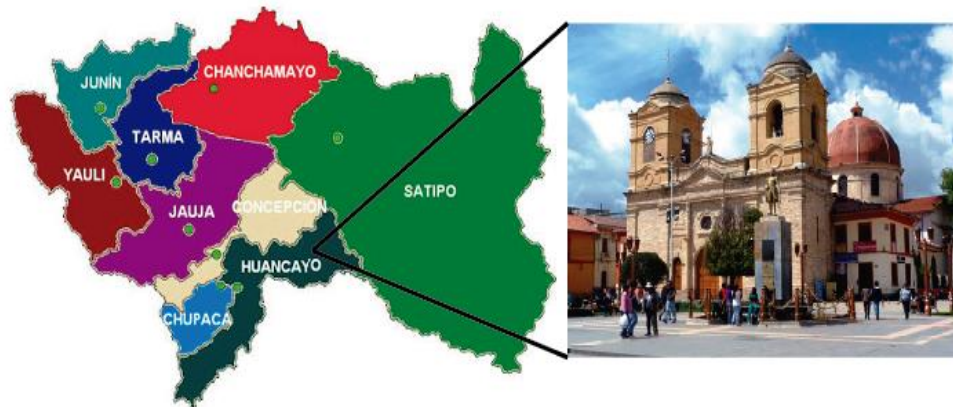 JUNÍN
CHANCHAMAYO
TARMA
YAULI
SATIPO
JAUJA
CONCEPCIÓN
HUANCAYO
CHUPACA